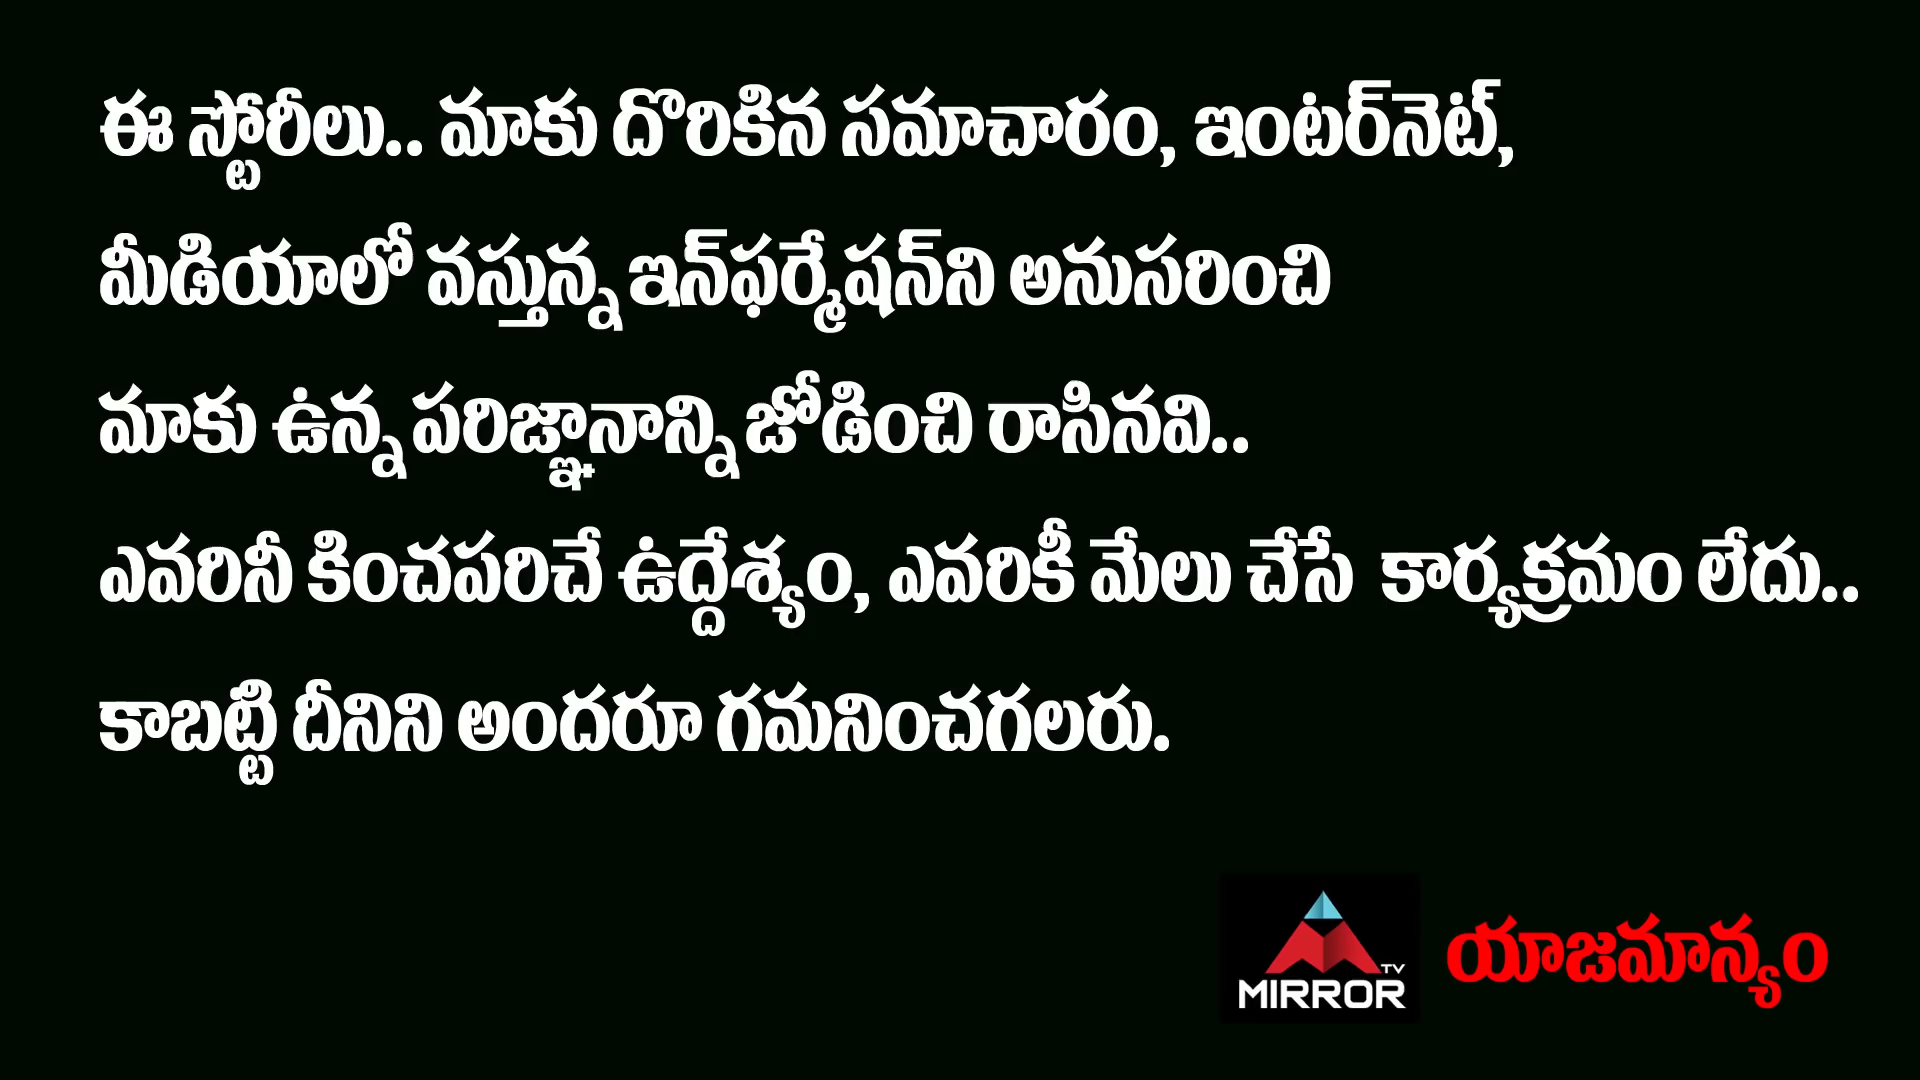 ఈ స్టోరీలు.. మాకు దొరికిన సమాచారం, ఇంటర్‌నెట్,
మీడియాలో వస్తున్న ఇన్‌ఫర్మేషన్‌ని అనుసరించి
మాకు ఉన్న పరిజ్ఞానాన్ని జోడించి రాసినవి..
ఎవరినీ కించపరిచే ఉద్దేశ్యం, ఎవరికీ మేలు చేసే కార్యక్రమం లేదు..
కాబట్టి దీనిని అందరూ గమనించగలరు.
TV
MIRROR
యాజమాన్యం